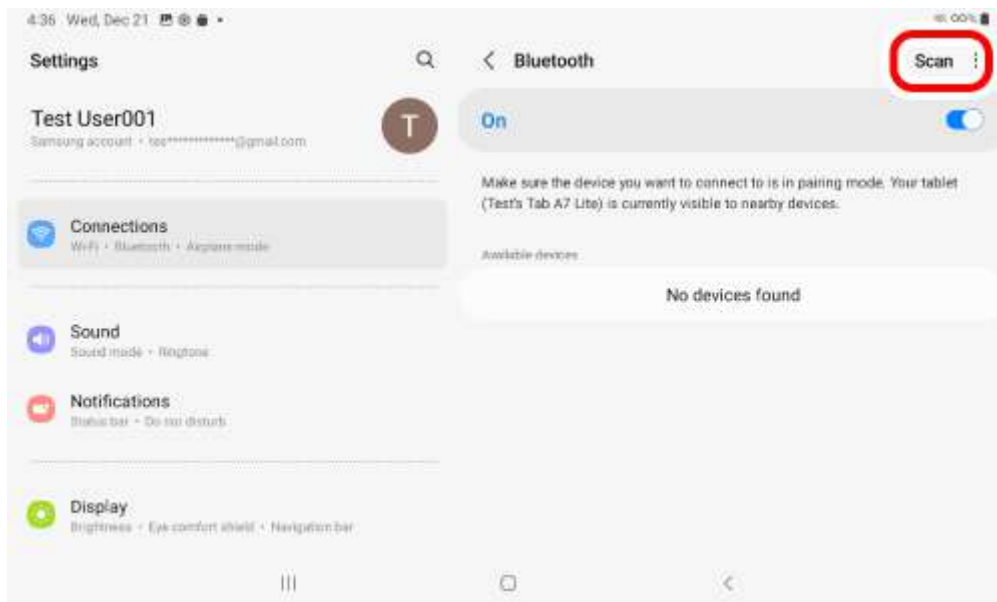 4:36 Wed, Dec 21
Settings
Test User001
Samsung account • tes**************@gmail.com
Connections
Wi-Fi • Bluetooth • Airplane mode
Sound
Sound mode • Ringtone
Notifications
Status bar • Do not disturb
Display
Brightness • Eye comfort shield • Navigation bar
Bluetooth
Scan
On
Make sure the device you want to connect to is in pairing mode. Your tablet
(Test's Tab A7 Lite) is currently visible to nearby devices.
Available devices
No devices found